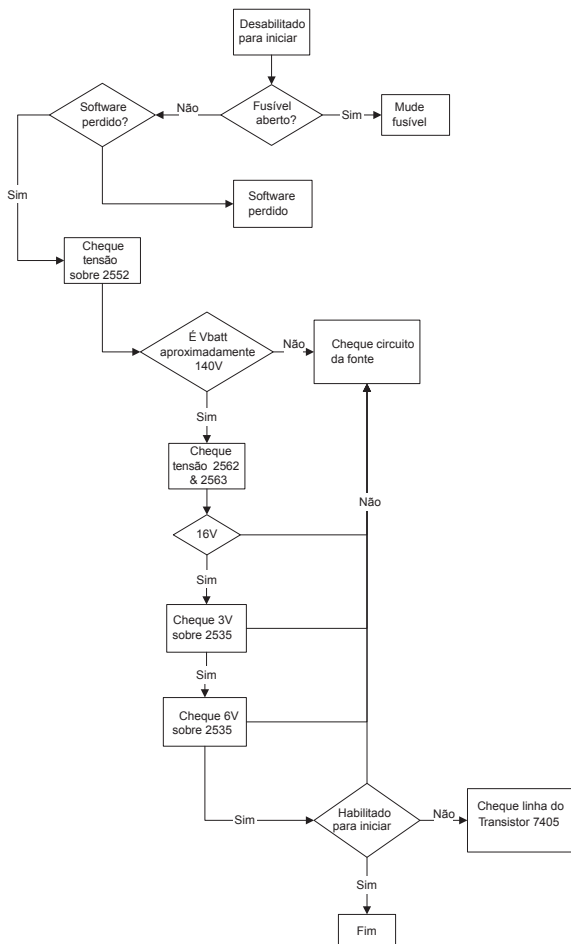 Desabilitado
para iniciar
Software
perdido?
Não
Fusível
aberto?
Sim
Mude
fusível
Sim
Software
perdido
Cheque
tensão
sobre 2552
É Vbatt
aproximadamente
140V
Não
Cheque circuito
da fonte
Sim
Cheque
tensão 2562
& 2563
Não
16V
Sim
Cheque 3V
sobre 2535
Sim
Cheque 6V
sobre 2535
Sim
Habilitado
para iniciar
Não
Cheque linha do
Transistor 7405
Sim
Fim